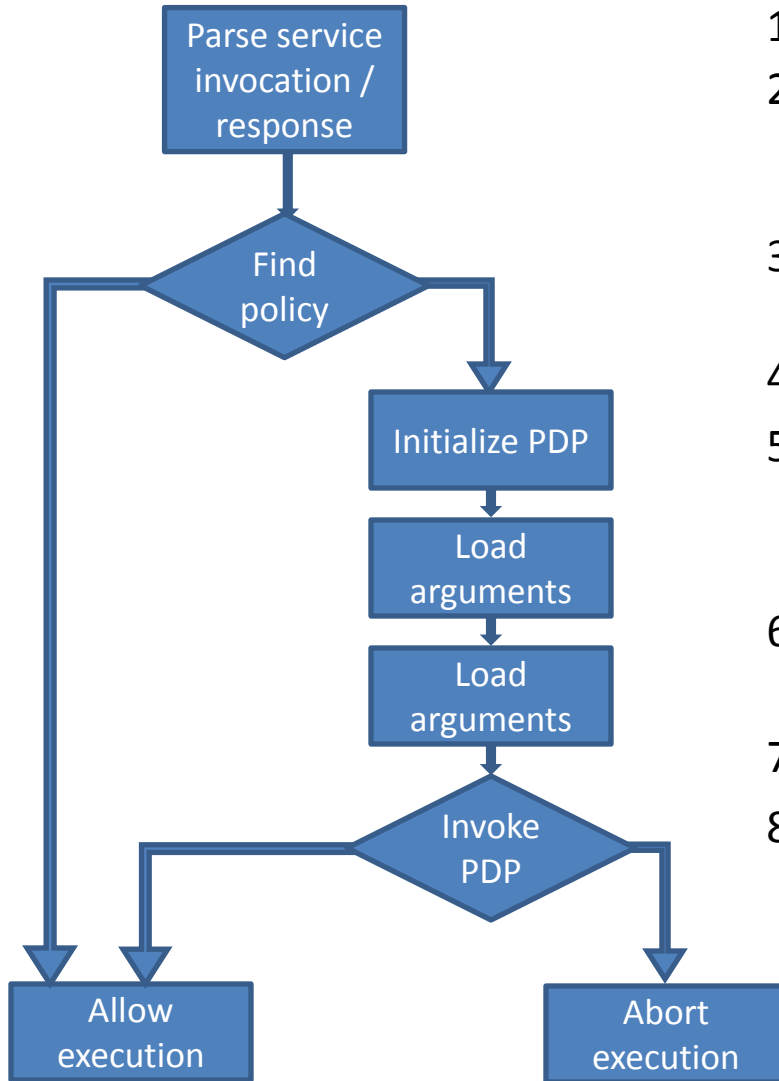 Parse service
invocation /
response
Find
policy
Initialize PDP
Load
arguments
Load
arguments
Invoke
PDP
Allow
execution
Abort
execution
1
2
3
4
5
6
7
8